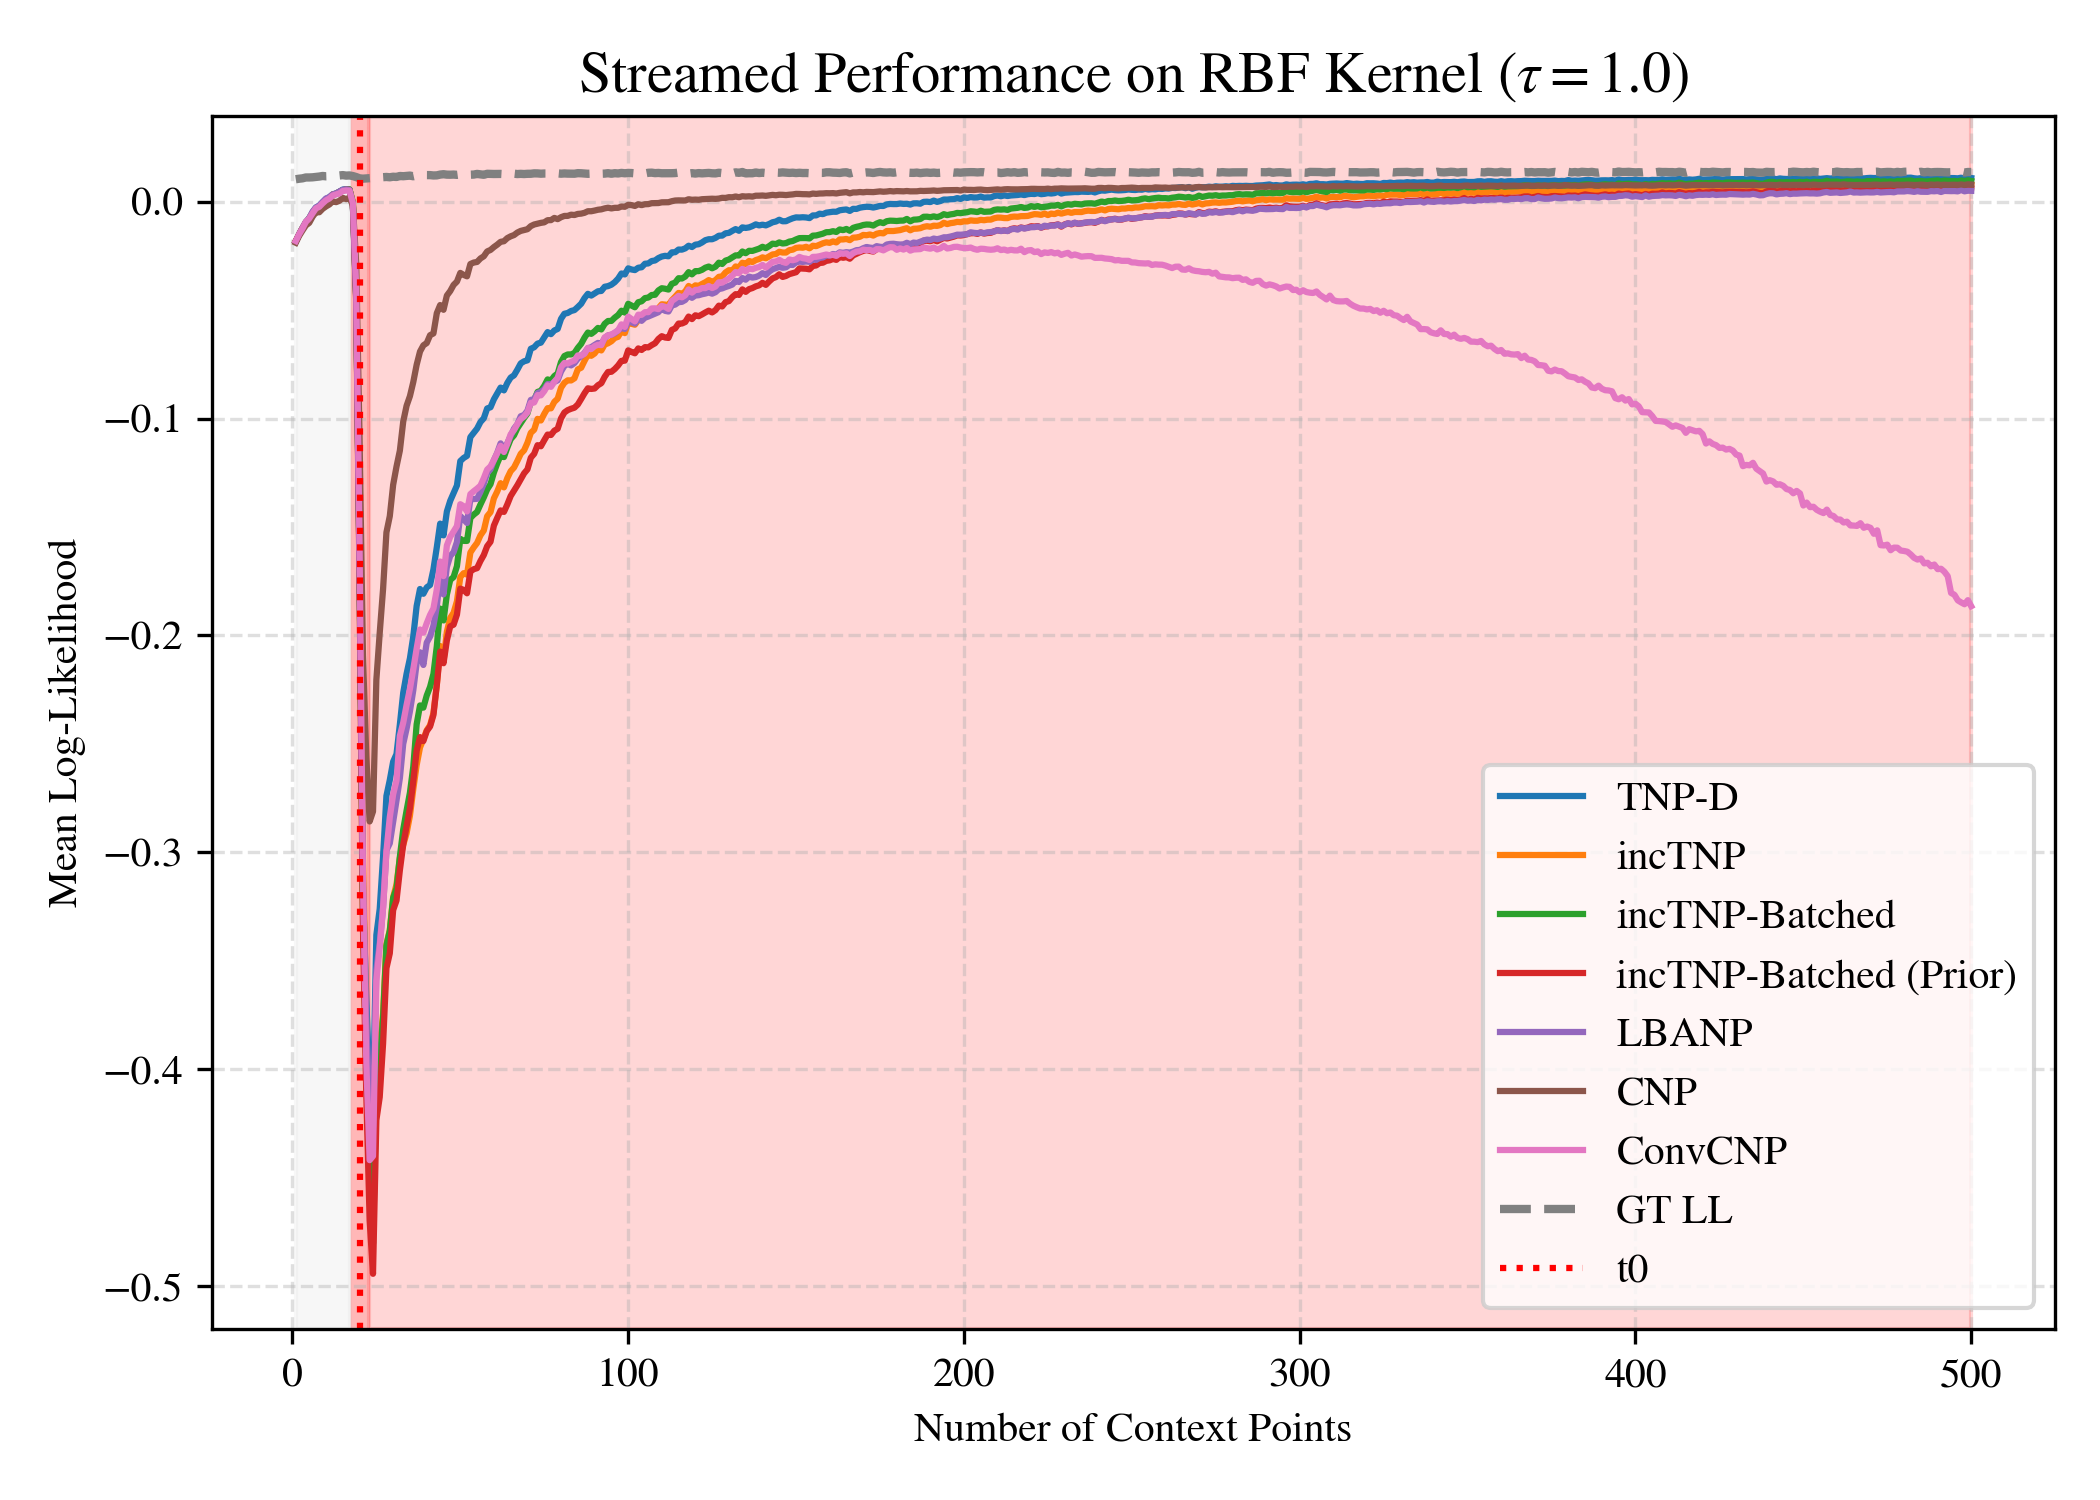 Streamed Performance on RBF Kernel (τ = 1.0)
Mean Log-Likelihood
0.0
−0.1
−0.2
−0.3
−0.4
−0.5
TNP-D
incTNP
incTNP-Batched
incTNP-Batched (Prior)
LBANP
CNP
ConvCNP
GT LL
t0
0 100 200 300 400 500
Number of Context Points